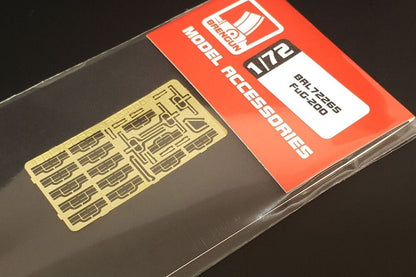 BRENGUN
1/72
MODEL ACCESSORIES
BRL72265
FuG-200